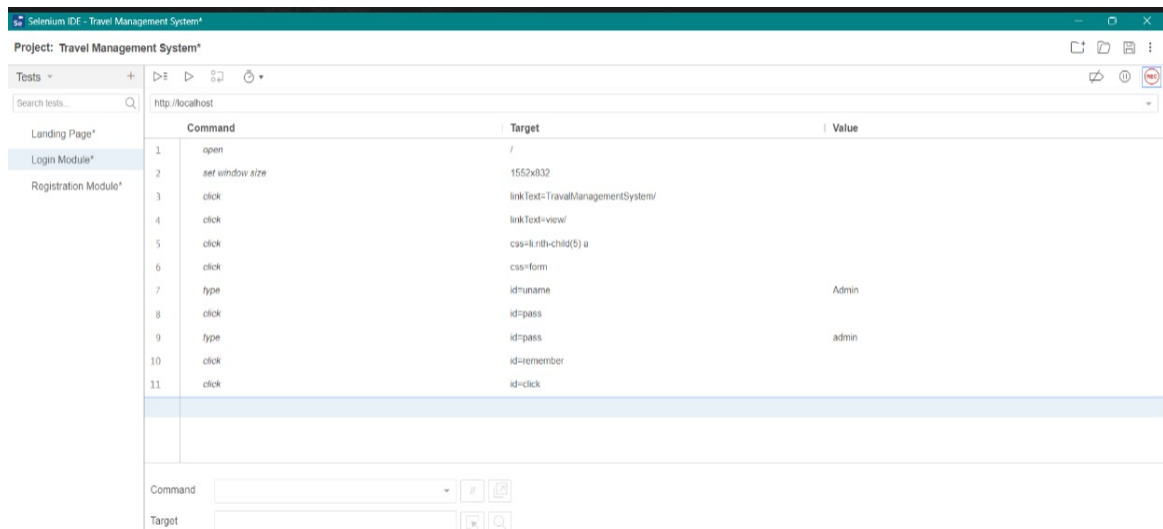 Selenium IDE - Travel Management System*
Project: Travel Management System*
Tests
Search tests...
http://localhost
Landing Page*
Login Module*
Registration Module*
Command Target Value
1 open /
2 set window size 1552x832
3 click linkText=TravalManagementSystem/
4 click linkText=view/
5 click css=li:nth-child(5) a
6 click css=form
7 type id=uname Admin
8 click id=pass
9 type id=pass admin
10 click id=remember
11 click id=click
Command //
Target
REC